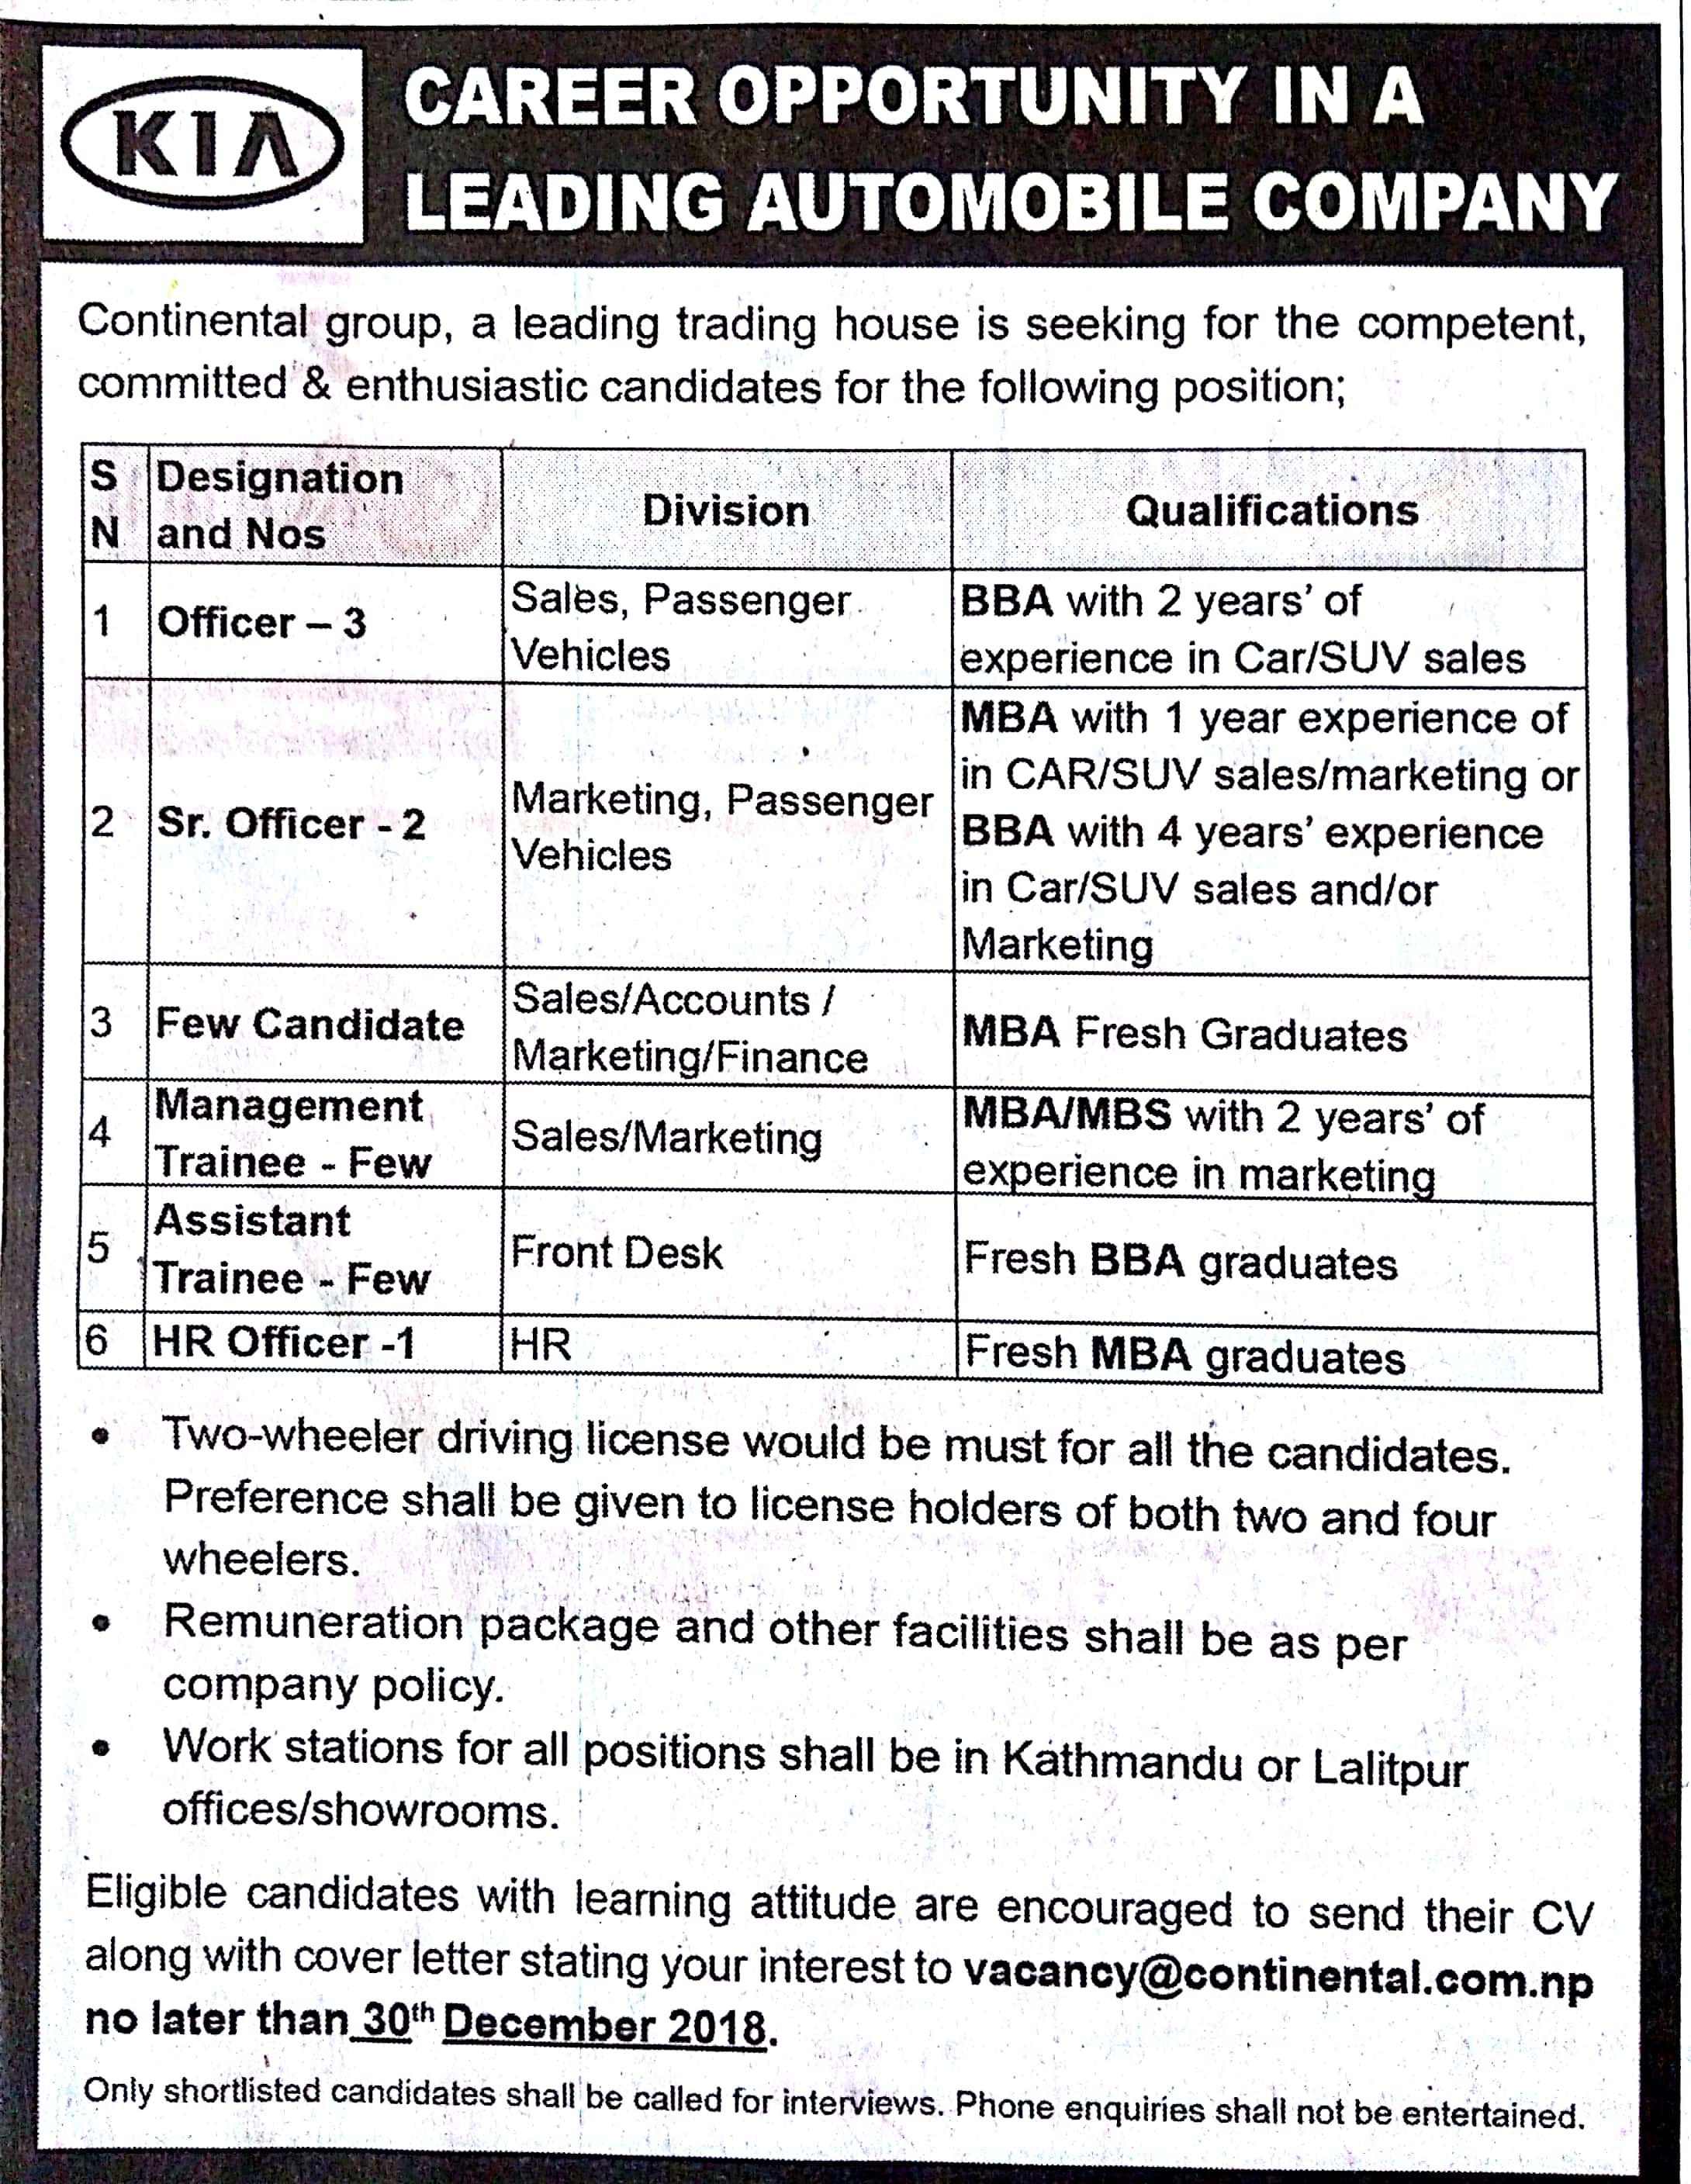 KIA
CAREER OPPORTUNITY IN A
LEADING AUTOMOBILE COMPANY
Continental group, a leading trading house is seeking for the competent,
committed & enthusiastic candidates for the following position;
S N Designation and Nos Division Qualifications
1 Officer – 3 Sales, Passenger Vehicles BBA with 2 years' of experience in Car/SUV sales
2 Sr. Officer - 2 Marketing, Passenger Vehicles MBA with 1 year experience of in CAR/SUV sales/marketing or BBA with 4 years' experience in Car/SUV sales and/or Marketing
3 Few Candidate Sales/Accounts / Marketing/Finance MBA Fresh Graduates
4 Management Trainee - Few Sales/Marketing MBA/MBS with 2 years' of experience in marketing
5 Assistant Trainee - Few Front Desk Fresh BBA graduates
6 HR Officer -1 HR Fresh MBA graduates
• Two-wheeler driving license would be must for all the candidates.
Preference shall be given to license holders of both two and four
wheelers.
• Remuneration package and other facilities shall be as per
company policy.
• Work stations for all positions shall be in Kathmandu or Lalitpur
offices/showrooms.
Eligible candidates with learning attitude are encouraged to send their CV
along with cover letter stating your interest to vacancy@continental.com.np
no later than 30th December 2018.
Only shortlisted candidates shall be called for interviews. Phone enquiries shall not be entertained.